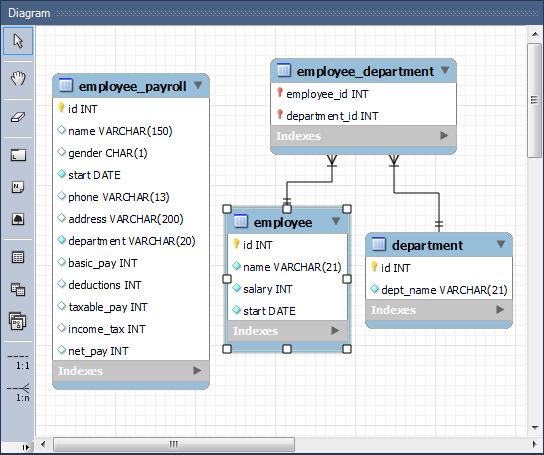 Diagram
employee_payroll
id INT
name VARCHAR(150)
gender CHAR(1)
start DATE
phone VARCHAR(13)
address VARCHAR(200)
department VARCHAR(20)
basic_pay INT
deductions INT
taxable_pay INT
income_tax INT
net_pay INT
Indexes
employee_department
employee_id INT
department_id INT
Indexes
employee
id INT
name VARCHAR(21)
salary INT
start DATE
Indexes
department
id INT
dept_name VARCHAR(21)
Indexes
1:1
1:n